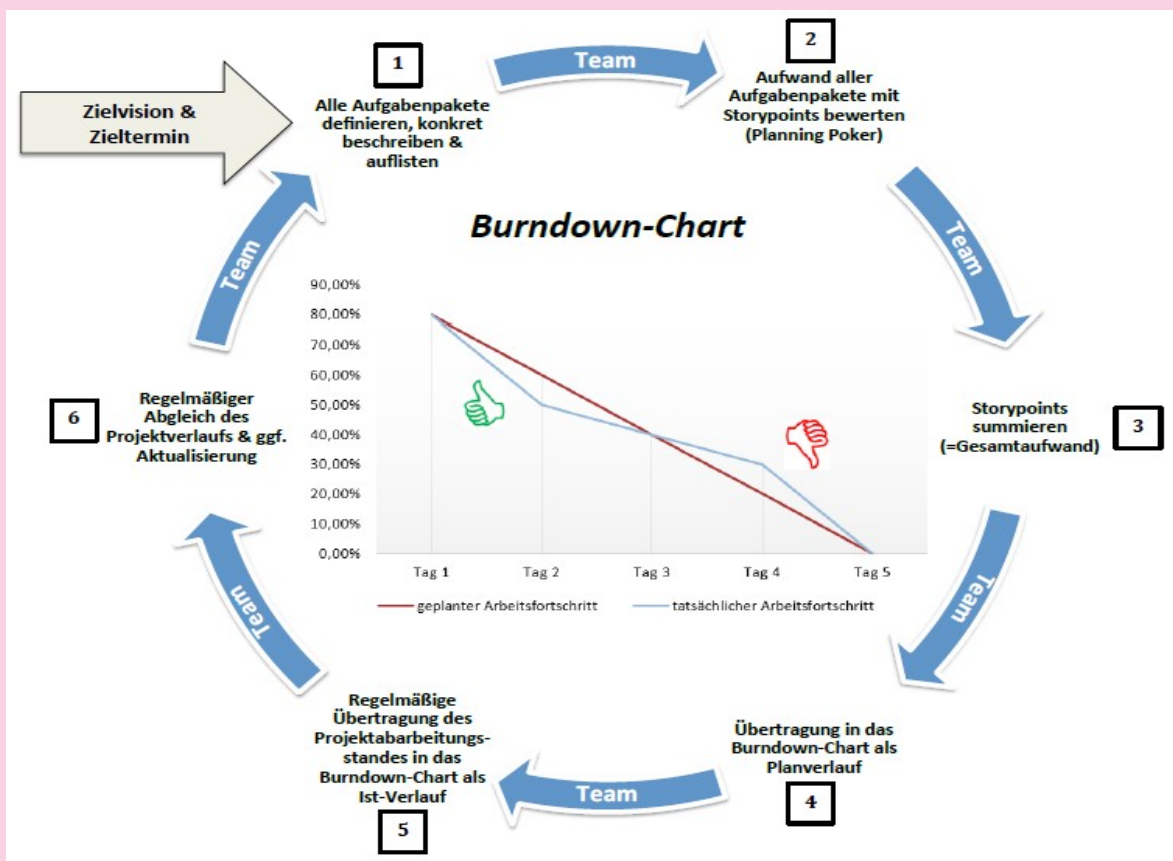 Zielvision &
Zieltermin
1
Alle Aufgabenpakete
definieren, konkret
beschreiben &
auflisten
Team
2
Aufwand aller
Aufgabenpakete mit
Storypoints bewerten
(Planning Poker)
Team
3
Storypoints
summieren
(=Gesamtaufwand)
Team
Übertragung in das
Burndown-Chart als
Planverlauf
4
Team
Regelmäßige
Übertragung des
Projektabarbeitungs-
standes in das
Burndown-Chart als
Ist-Verlauf
5
Team
6
Regelmäßiger
Abgleich des
Projektverlaufs & ggf.
Aktualisierung
Team
Burndown-Chart
90,00%
80,00%
70,00%
60,00%
50,00%
40,00%
30,00%
20,00%
10,00%
0,00%
Tag 1 Tag 2 Tag 3 Tag 4 Tag 5
geplanter Arbeitsfortschritt tatsächlicher Arbeitsfortschritt